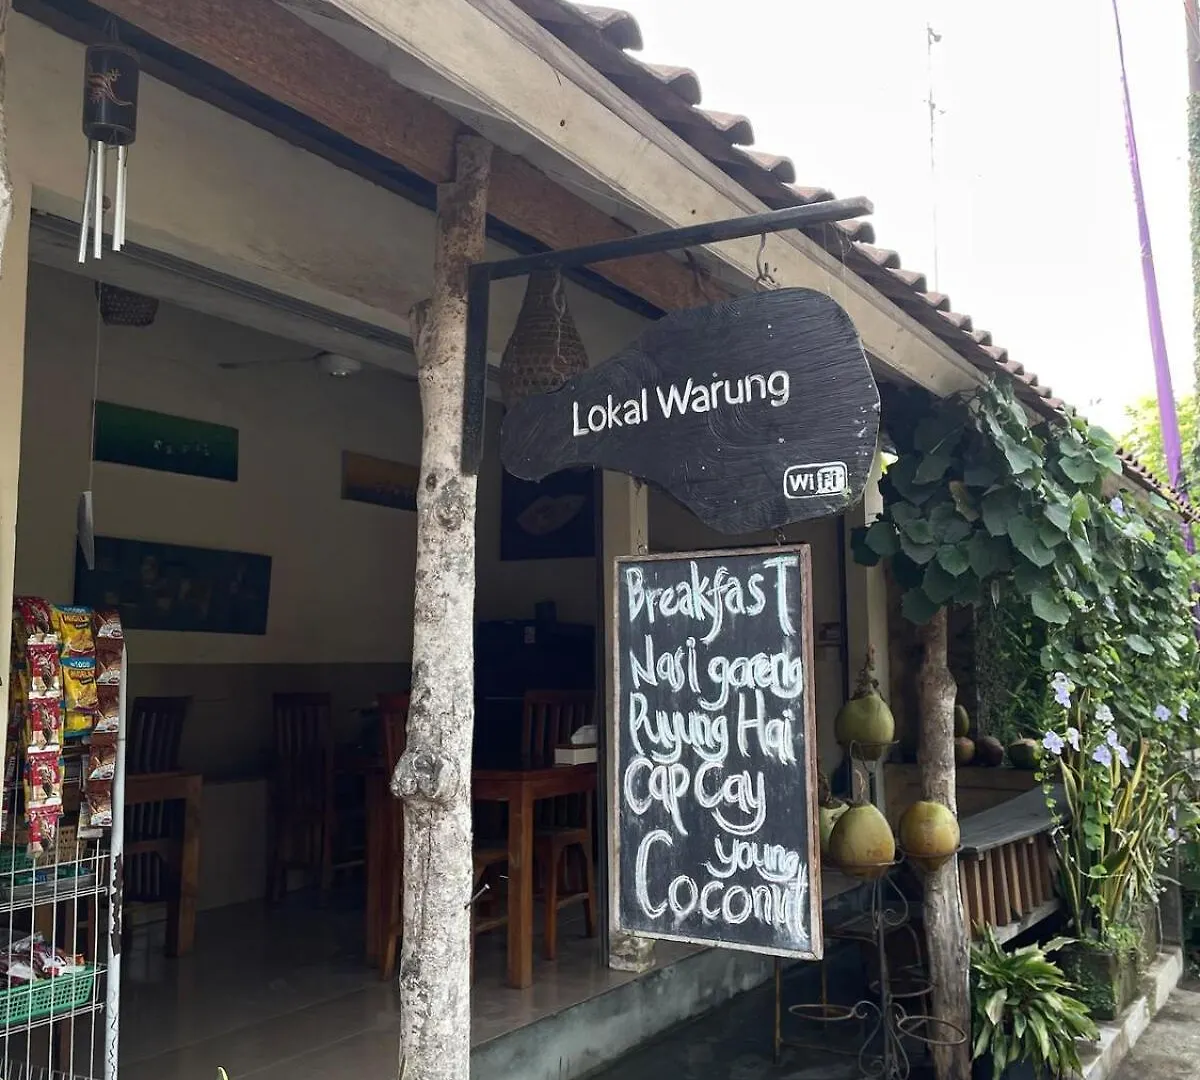 Lokal Warung
WiFi
BreakfasT
Nasi goreng
Puyung Hai
Cap Cay
young
Coconut